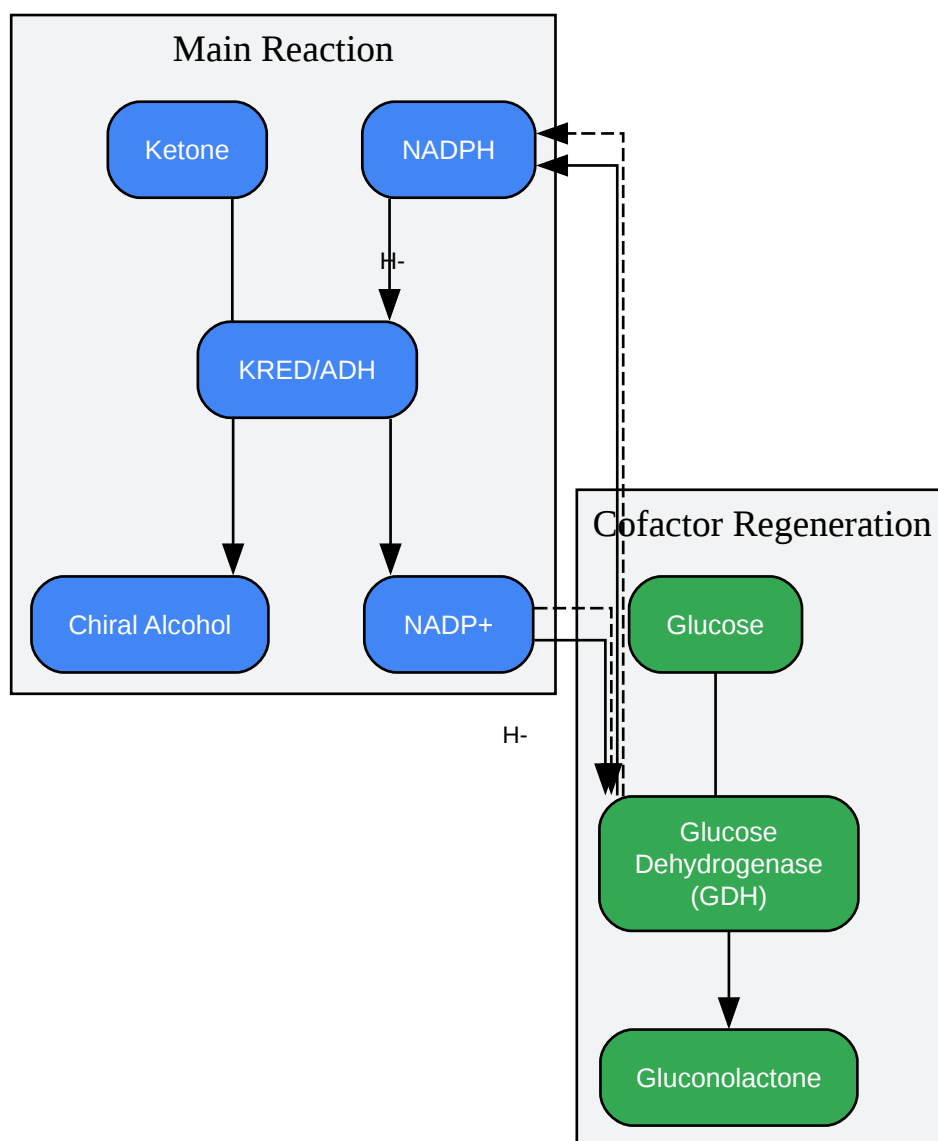 Main Reaction
Ketone
NADPH
H-
KRED/ADH
Cofactor Regeneration
Chiral Alcohol
NADP+
Glucose
H-
Glucose
Dehydrogenase
(GDH)
Gluconolactone